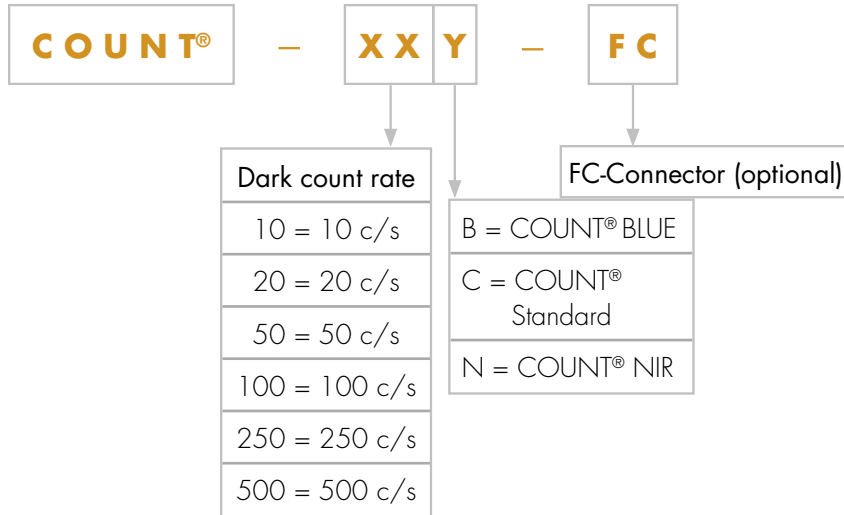 COUNT® – XXY – FC
Dark count rate
10 = 10 c/s
20 = 20 c/s
50 = 50 c/s
100 = 100 c/s
250 = 250 c/s
500 = 500 c/s
B = COUNT® BLUE
C = COUNT®
Standard
N = COUNT® NIR
FC-Connector (optional)